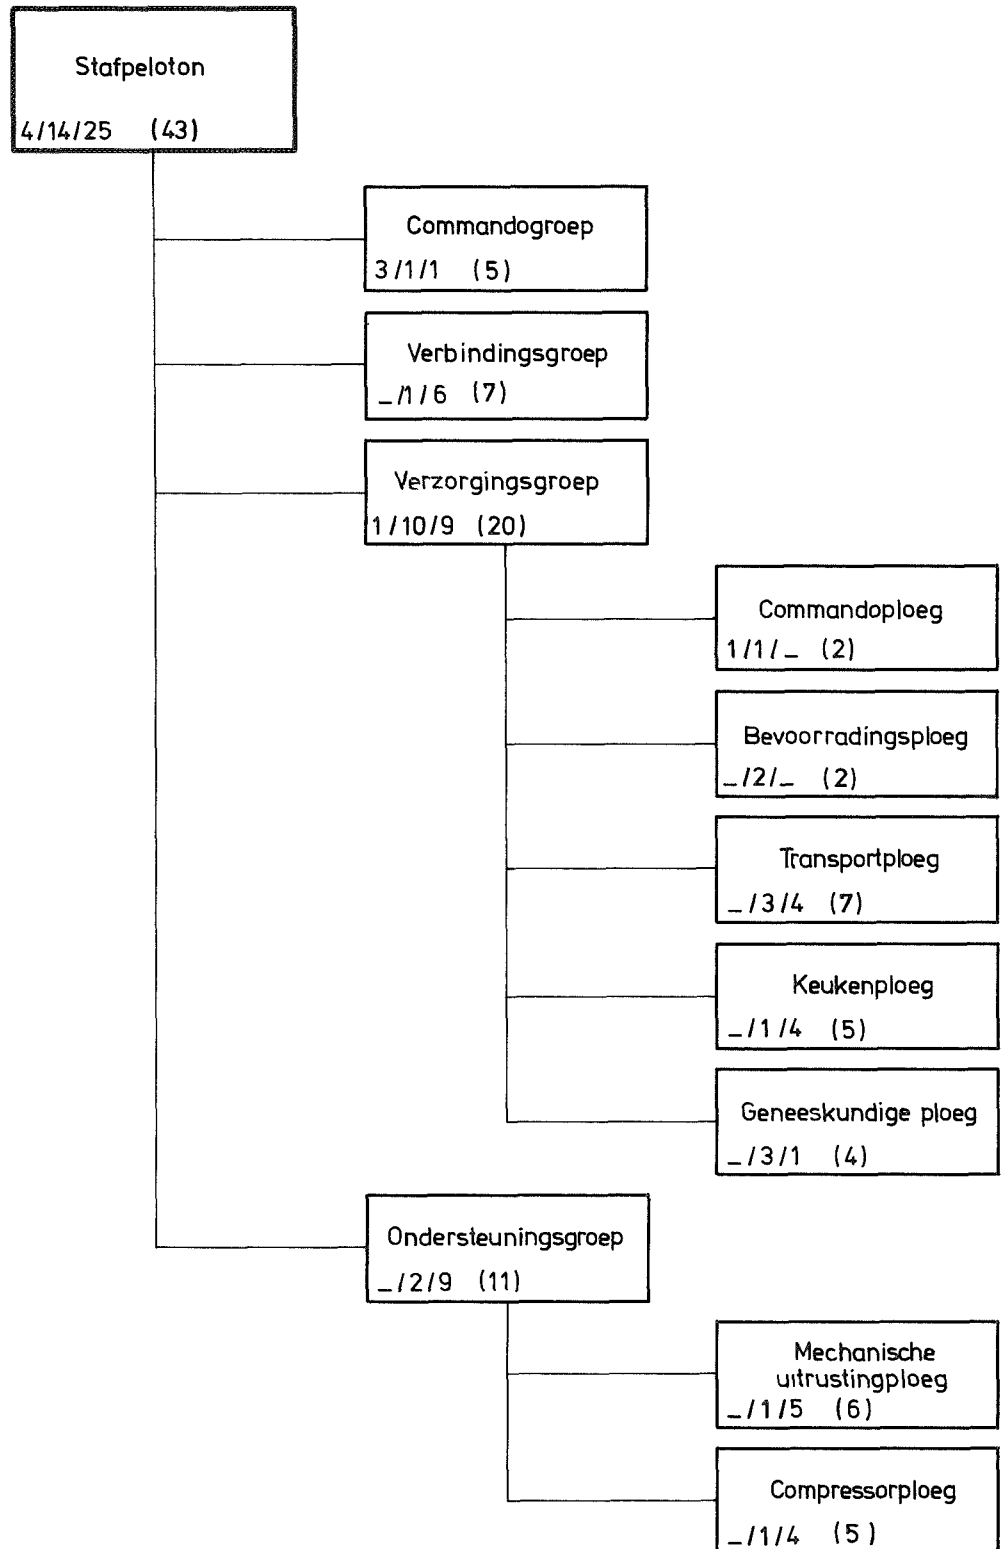 Stafpeloton
4/14/25 (43)
Commandogroep
3/1/1 (5)
Verbindingsgroep
_/1/6 (7)
Verzorgingsgroep
1/10/9 (20)
Commandoploeg
1/1/_ (2)
Bevoorradingsploeg
_/2/_ (2)
Transportploeg
_/3/4 (7)
Keukenploeg
_/1/4 (5)
Geneeskundige ploeg
_/3/1 (4)
Ondersteuningsgroep
_/2/9 (11)
Mechanische
uitrustingploeg
_/1/5 (6)
Compressorploeg
_/1/4 (5)